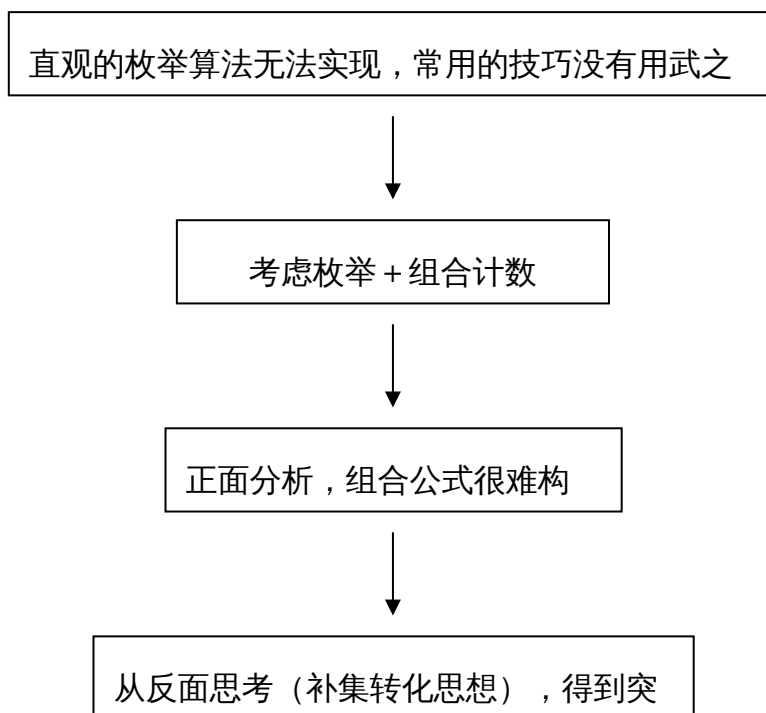 直观的枚举算法无法实现，常用的技巧没有用武之
考虑枚举＋组合计数
正面分析，组合公式很难构
从反面思考（补集转化思想），得到突